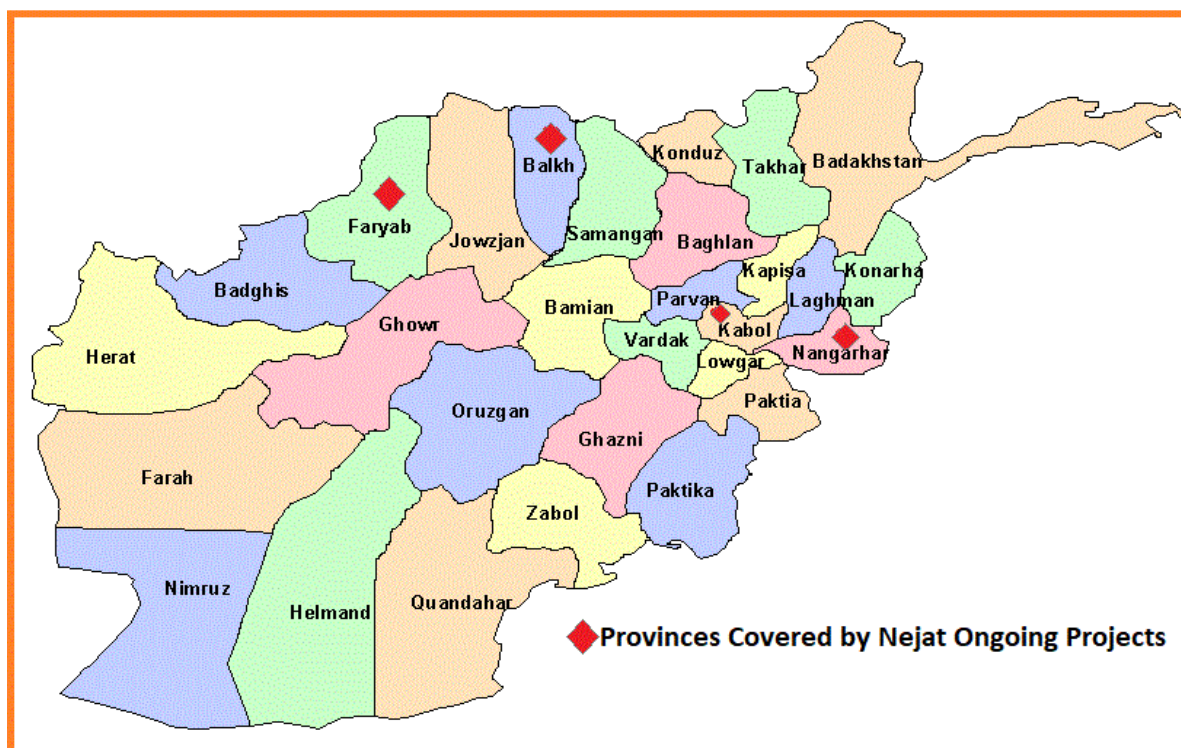 Badakhstan
Konduz
Takhar
Balkh
Faryab
Jowzjan
Samangan
Baghlan
Kapisa
Konarha
Badghis
Bamian
Parvan
Laghman
Ghowr
Kabol
Vardak
Nangarhar
Herat
Lowgar
Paktia
Oruzgan
Ghazni
Farah
Paktika
Zabol
Nimruz
Helmand
Quandahar
Provinces Covered by Nejat Ongoing Projects